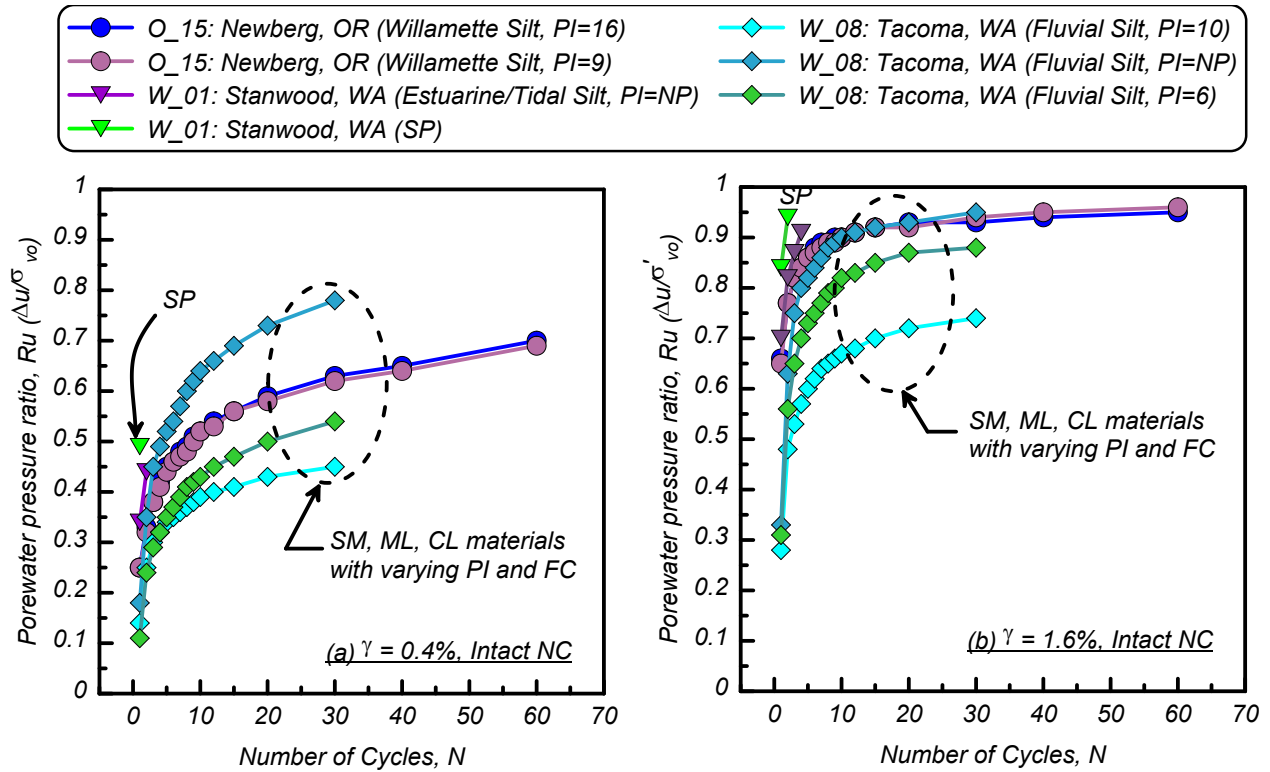 O_15: Newberg, OR (Willamette Silt, PI=16)
O_15: Newberg, OR (Willamette Silt, PI=9)
W_01: Stanwood, WA (Estuarine/Tidal Silt, PI=NP)
W_01: Stanwood, WA (SP)
W_08: Tacoma, WA (Fluvial Silt, PI=10)
W_08: Tacoma, WA (Fluvial Silt, PI=NP)
W_08: Tacoma, WA (Fluvial Silt, PI=6)
Porewater pressure ratio, Ru (Δu/σ'vo)
1
0.9
0.8
0.7
0.6
0.5
0.4
0.3
0.2
0.1
0
SP
SM, ML, CL materials
with varying PI and FC
(a) γ = 0.4%, Intact NC
0 10 20 30 40 50 60 70
Number of Cycles, N
Porewater pressure ratio, Ru (Δu/σ'vo)
1
0.9
0.8
0.7
0.6
0.5
0.4
0.3
0.2
0.1
0
SP
SM, ML, CL materials
with varying PI and FC
(b) γ = 1.6%, Intact NC
0 10 20 30 40 50 60 70
Number of Cycles, N